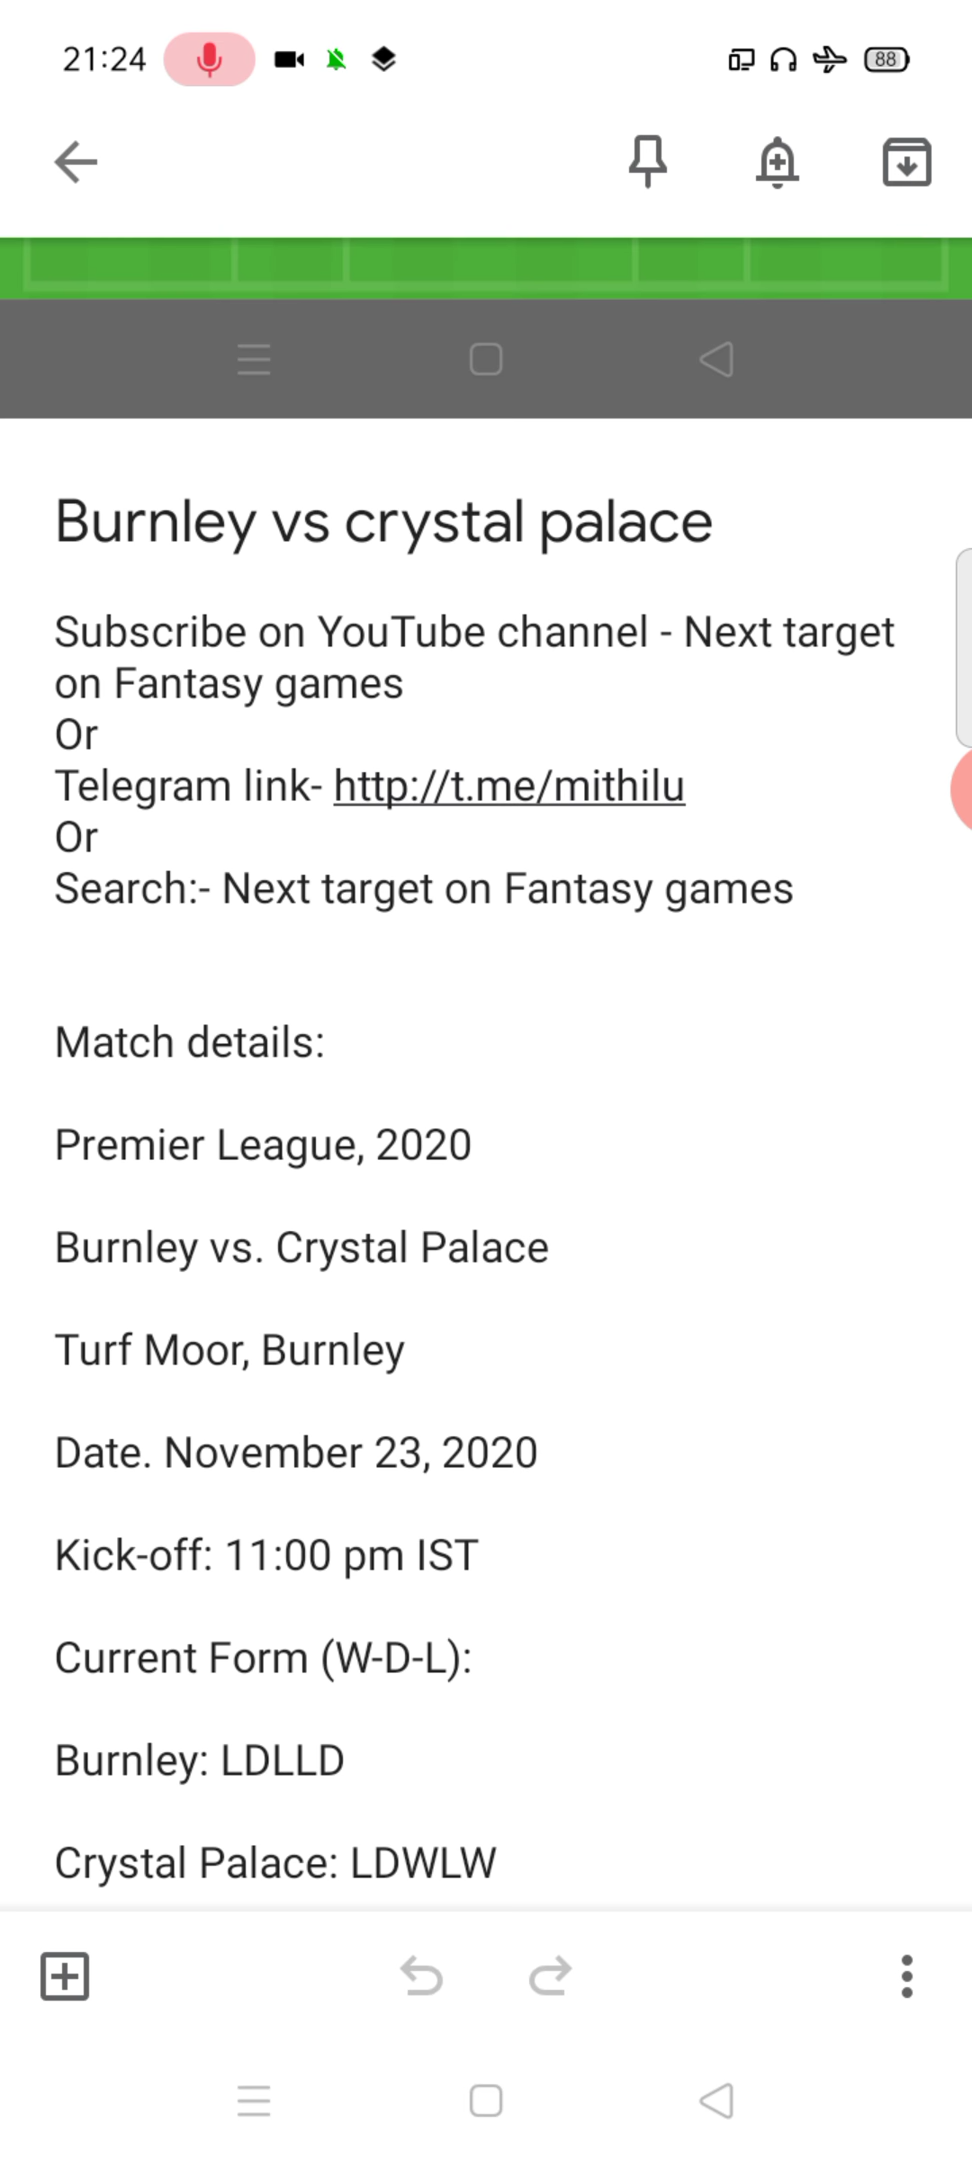 21:24
88
Burnley vs crystal palace
Subscribe on YouTube channel - Next target
on Fantasy games
Or
Telegram link- http://t.me/mithilu
Or
Search:- Next target on Fantasy games
Match details:
Premier League, 2020
Burnley vs. Crystal Palace
Turf Moor, Burnley
Date. November 23, 2020
Kick-off: 11:00 pm IST
Current Form (W-D-L):
Burnley: LDLLD
Crystal Palace: LDWLW